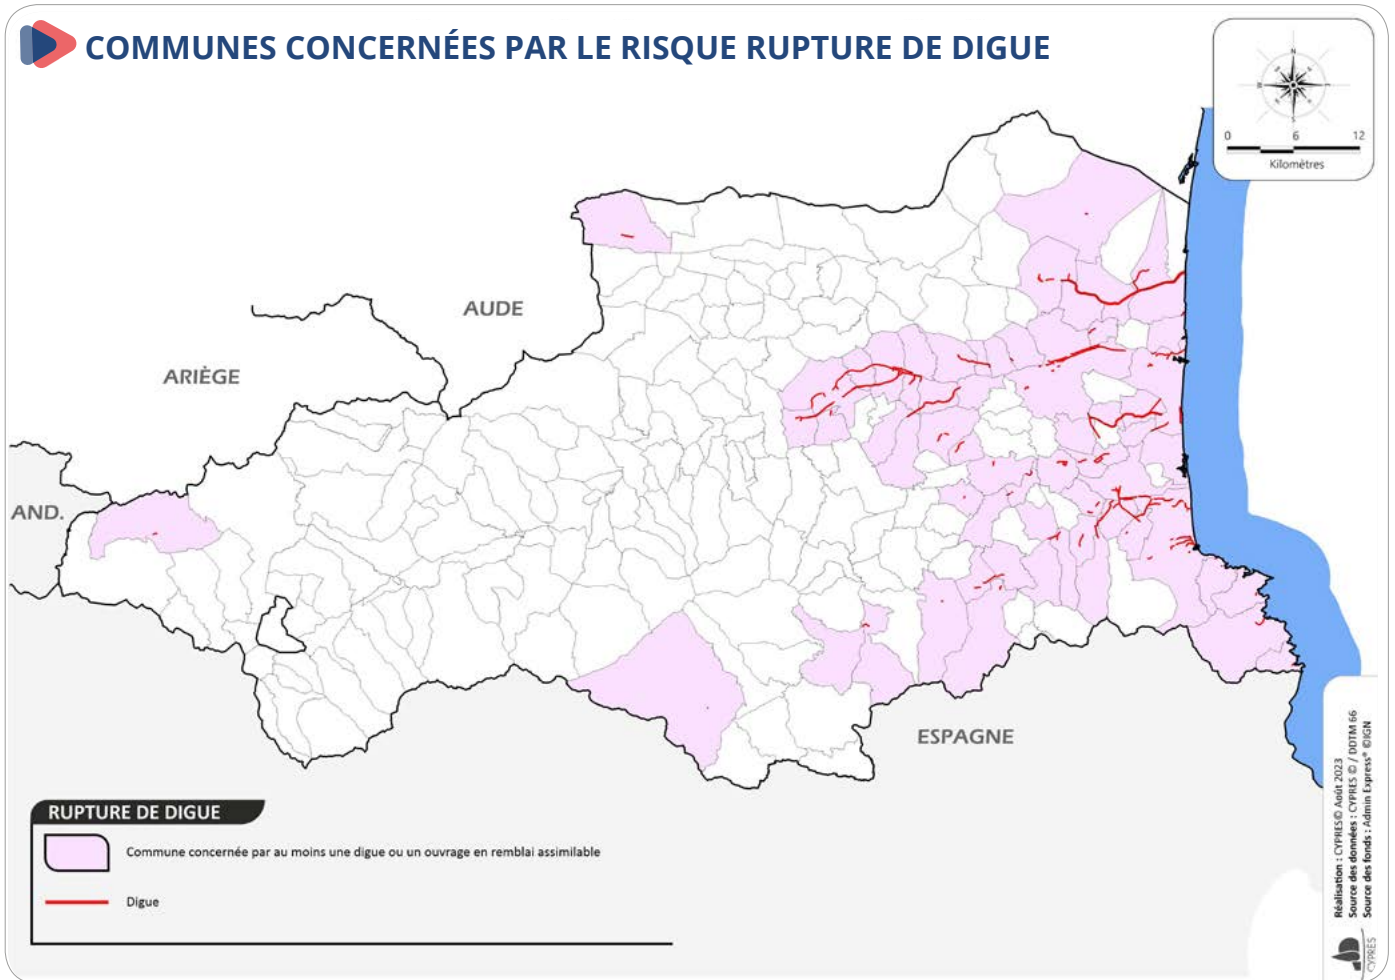 COMMUNES CONCERNÉES PAR LE RISQUE RUPTURE DE DIGUE
N
S
0 6 12
Kilomètres
AUDE
ARIÈGE
AND.
ESPAGNE
RUPTURE DE DIGUE
Commune concernée par au moins une digue ou un ouvrage en remblai assimilable
Digue
Réalisation : CYPRES© Août 2023
Source des données : CYPRES © / DDTM 66
Source des fonds : Admin Express® ©IGN
CYPRES